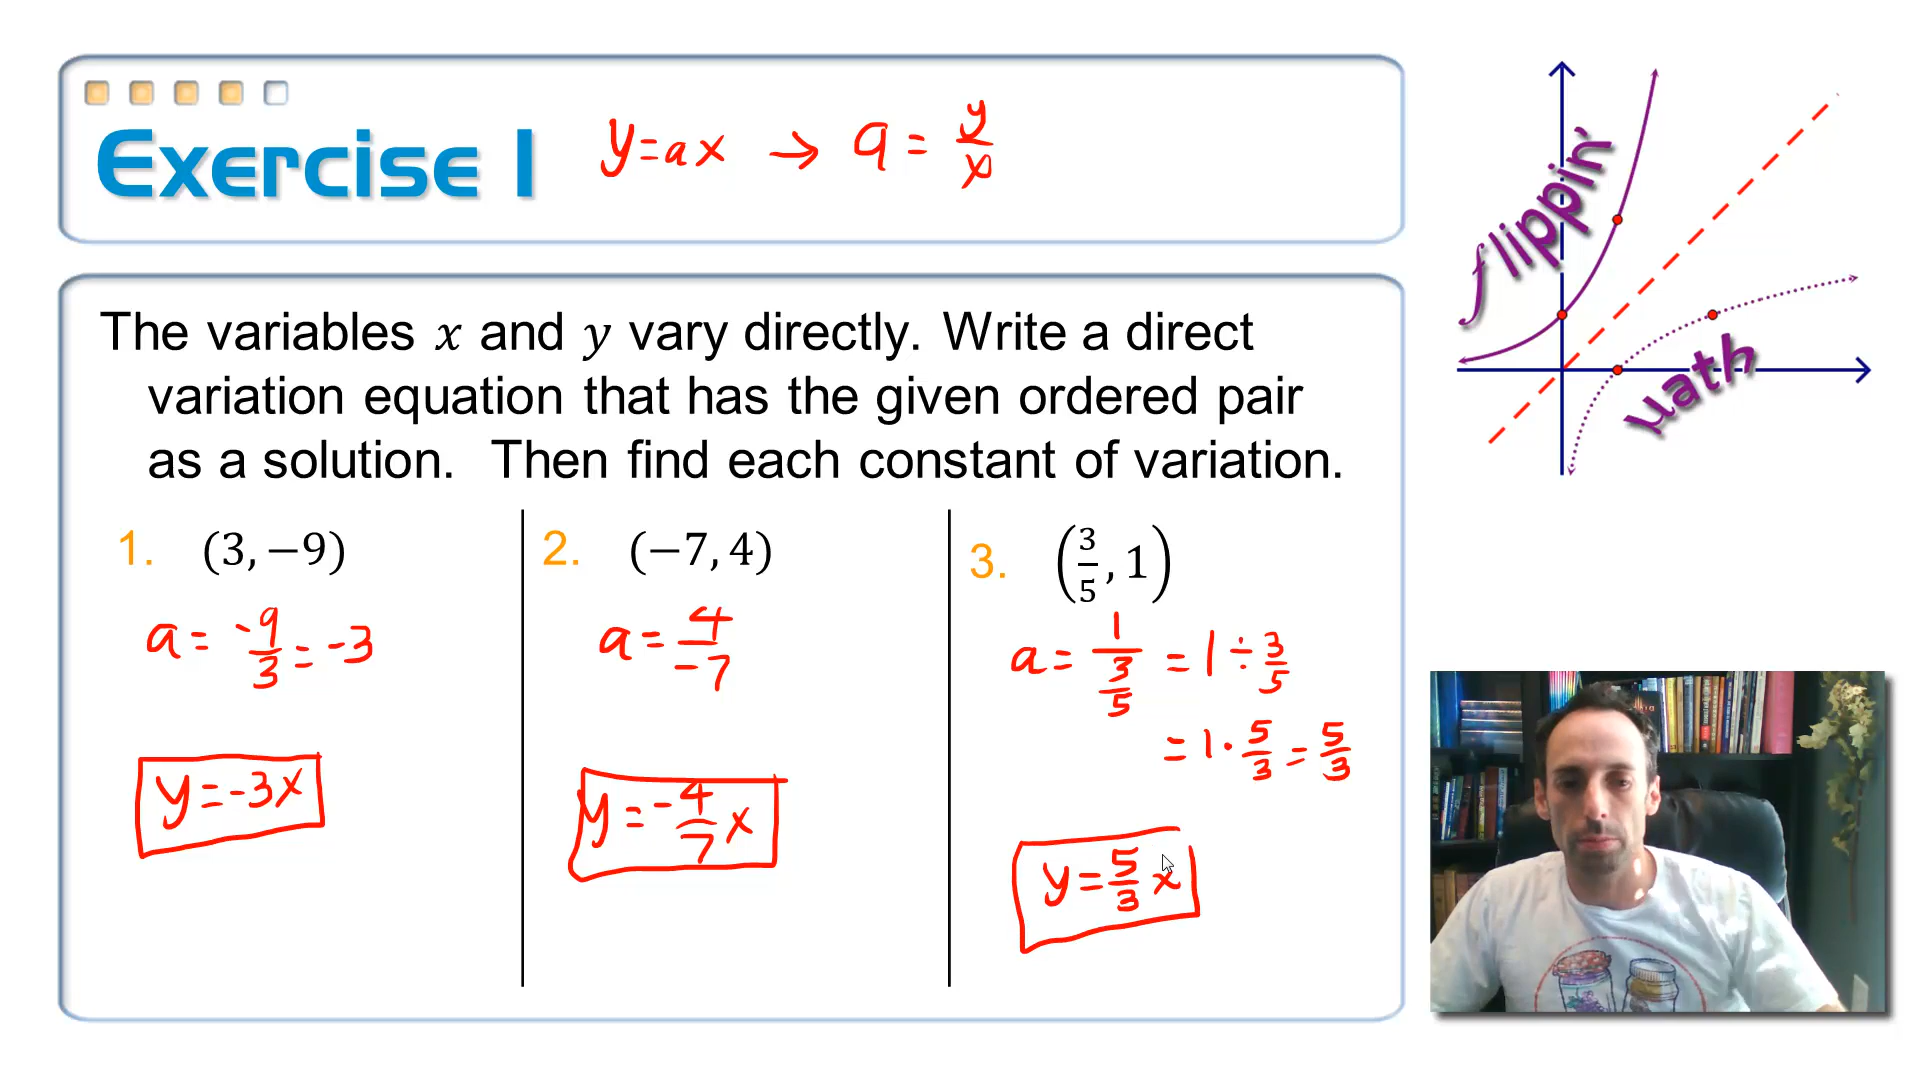 Exercise 1
y=ax → a = y/x
flippin'
math
The variables x and y vary directly. Write a direct
variation equation that has the given ordered pair
as a solution. Then find each constant of variation.
1. (3, −9)
a = -9/3 = -3
y=-3x
2. (−7, 4)
a = 4/-7
y = -4/7 x
3. (3/5, 1)
a = 1/(3/5) = 1 ÷ 3/5
= 1 · 5/3 = 5/3
y = 5/3 x